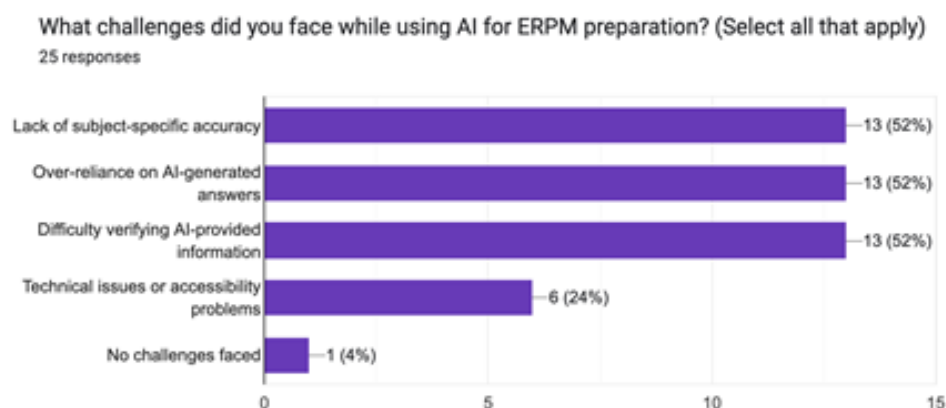 What challenges did you face while using AI for ERPM preparation? (Select all that apply)
25 responses
Lack of subject-specific accuracy
13 (52%)
Over-reliance on AI-generated
answers
13 (52%)
Difficulty verifying AI-provided
information
13 (52%)
Technical issues or accessibility
problems
6 (24%)
No challenges faced
1 (4%)
0 5 10 15